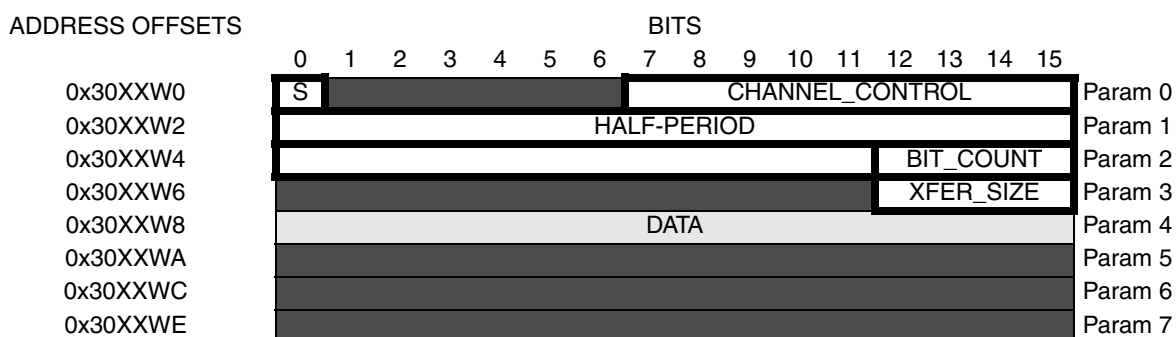 ADDRESS OFFSETS BITS
0 1 2 3 4 5 6 7 8 9 10 11 12 13 14 15
0x30XXW0 S CHANNEL_CONTROL Param 0
0x30XXW2 HALF-PERIOD Param 1
0x30XXW4 BIT_COUNT Param 2
0x30XXW6 XFER_SIZE Param 3
0x30XXW8 DATA Param 4
0x30XXWA Param 5
0x30XXWC Param 6
0x30XXWE Param 7